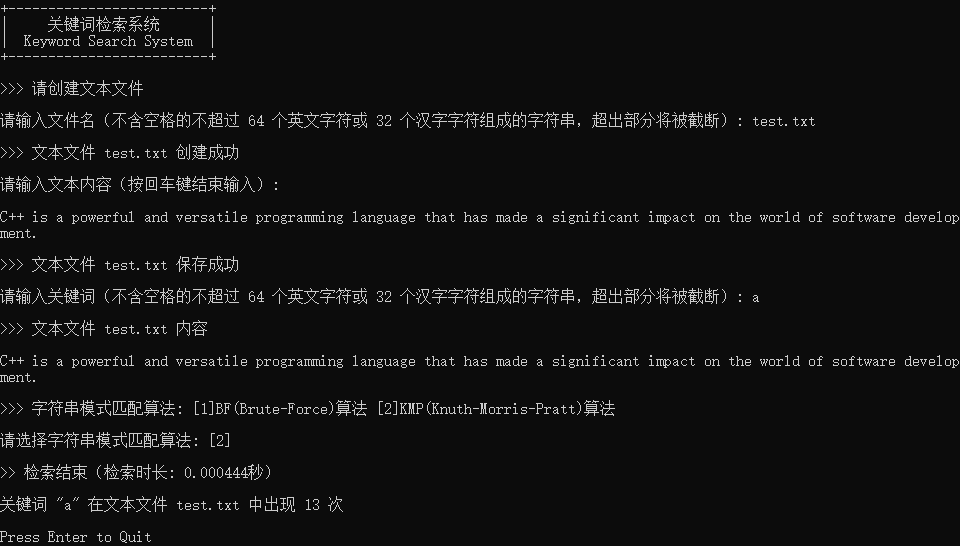 +-------------------------+
|     关键词检索系统      |
|  Keyword Search System  |
+-------------------------+
>>> 请创建文本文件
请输入文件名（不含空格的不超过 64 个英文字符或 32 个汉字字符组成的字符串，超出部分将被截断）: test.txt
>>> 文本文件 test.txt 创建成功
请输入文本内容（按回车键结束输入）:
C++ is a powerful and versatile programming language that has made a significant impact on the world of software develop
ment.
>>> 文本文件 test.txt 保存成功
请输入关键词（不含空格的不超过 64 个英文字符或 32 个汉字字符组成的字符串，超出部分将被截断）: a
>>> 文本文件 test.txt 内容
C++ is a powerful and versatile programming language that has made a significant impact on the world of software develop
ment.
>>> 字符串模式匹配算法: [1]BF(Brute-Force)算法 [2]KMP(Knuth-Morris-Pratt)算法
请选择字符串模式匹配算法: [2]
>> 检索结束（检索时长: 0.000444秒）
关键词 "a" 在文本文件 test.txt 中出现 13 次
Press Enter to Quit